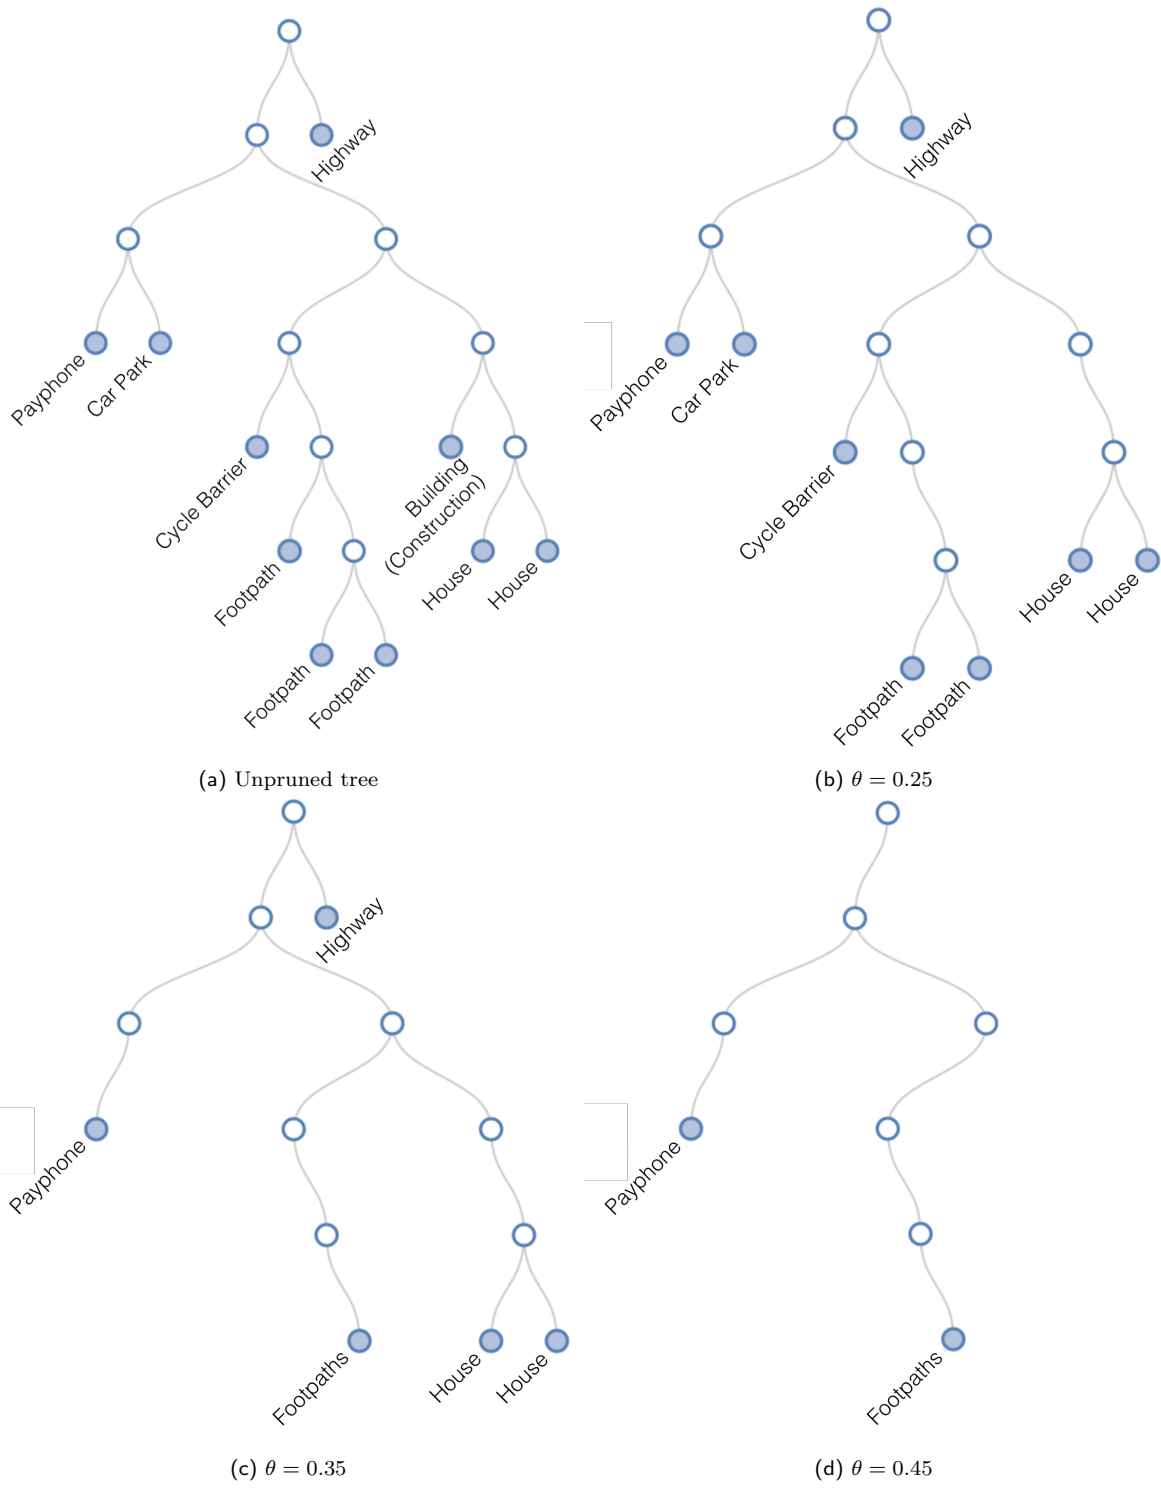 Highway
Payphone
Car Park
Cycle Barrier
Building
(Construction)
Footpath
House
House
Footpath
Footpath
(a) Unpruned tree
Highway
Payphone
Car Park
Cycle Barrier
House
House
Footpath
Footpath
(b) θ = 0.25
Highway
Payphone
Footpaths
House
House
(c) θ = 0.35
Payphone
Footpaths
(d) θ = 0.45